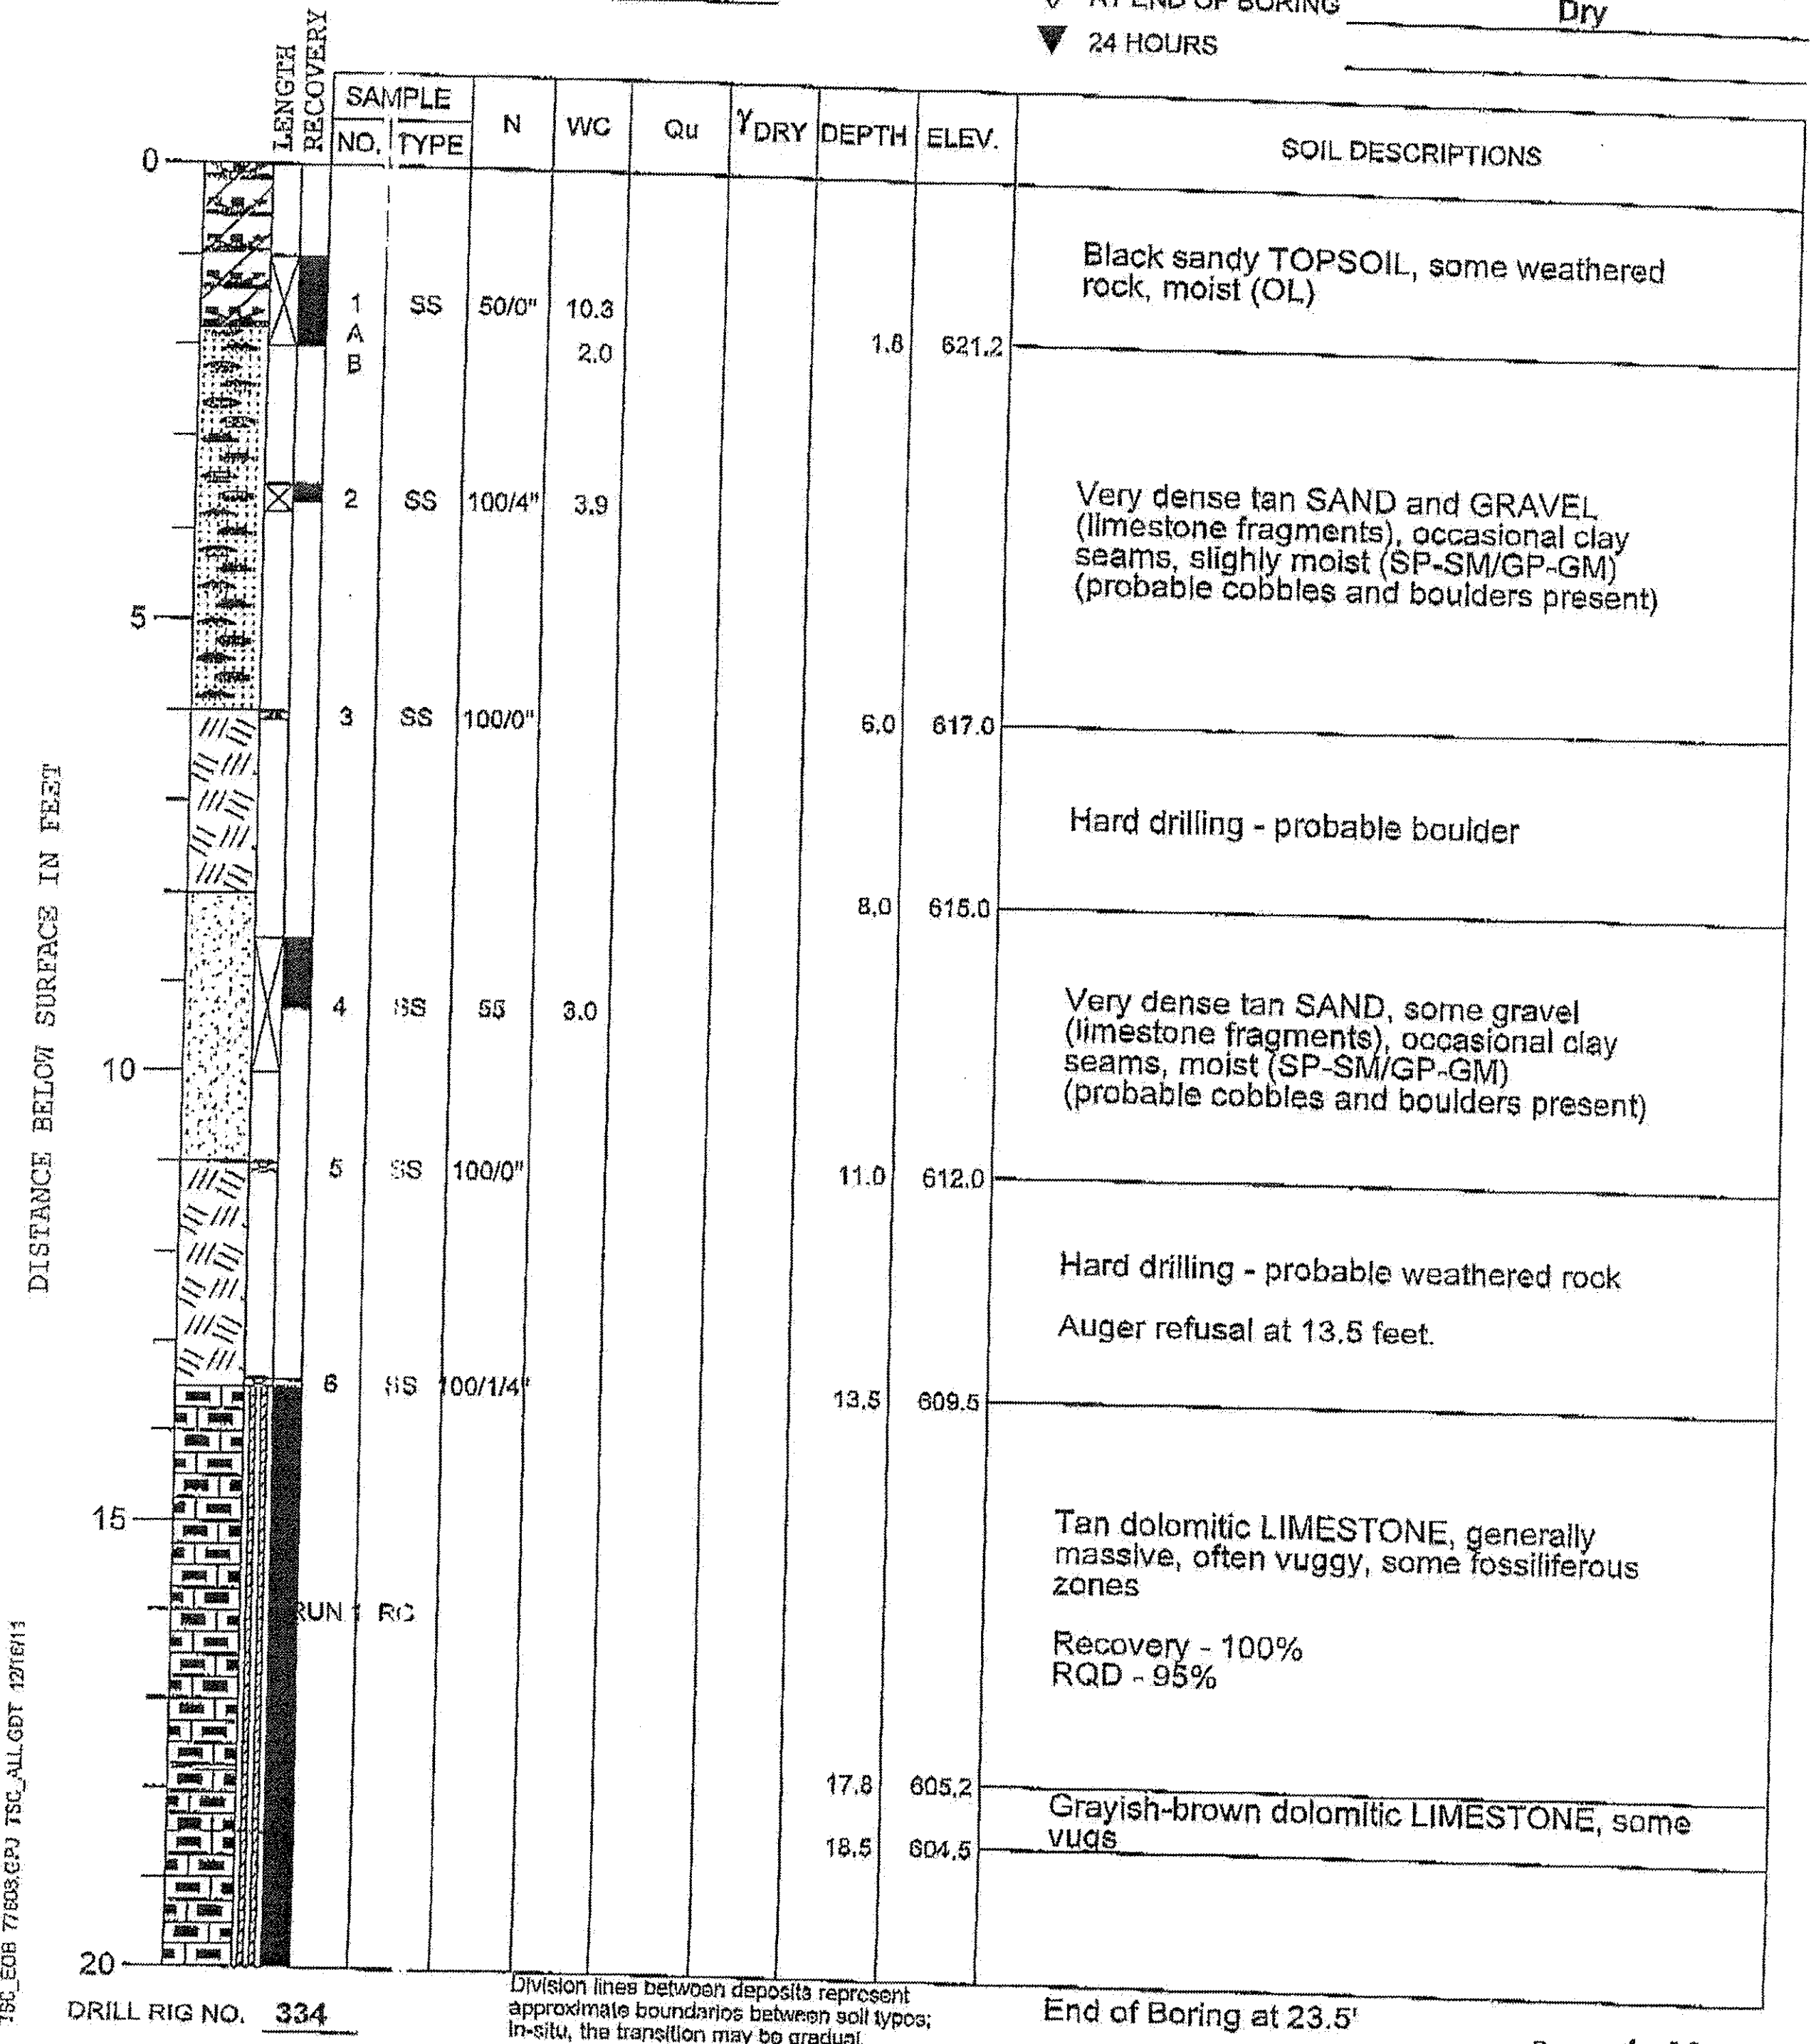 AT END OF BORING Dry
24 HOURS
LENGTH
RECOVERY
SAMPLE
NO. TYPE N WC Qu γDRY DEPTH ELEV. SOIL DESCRIPTIONS
0
Black sandy TOPSOIL, some weathered
rock, moist (OL)
1 SS 50/0" 10.3
A
B 2.0
1.8 621.2
2 SS 100/4" 3.9
Very dense tan SAND and GRAVEL
(limestone fragments), occasional clay
seams, slighly moist (SP-SM/GP-GM)
(probable cobbles and boulders present)
5
3 SS 100/0" 6.0 617.0
Hard drilling - probable boulder
8.0 615.0
4 SS 55 3.0
Very dense tan SAND, some gravel
(limestone fragments), occasional clay
seams, moist (SP-SM/GP-GM)
(probable cobbles and boulders present)
10
5 SS 100/0" 11.0 612.0
Hard drilling - probable weathered rock
Auger refusal at 13.5 feet.
6 SS 100/1/4" 13.5 609.5
15
Tan dolomitic LIMESTONE, generally
massive, often vuggy, some fossiliferous
zones
RUN 1 RC
Recovery - 100%
RQD - 95%
17.8 605.2
Grayish-brown dolomitic LIMESTONE, some
vugs
18.5 604.5
20
DISTANCE BELOW SURFACE IN FEET
TSC_EOB 77603.GPJ TSC_ALL.GDT 12/16/11
DRILL RIG NO. 334
Division lines between deposits represent
approximate boundaries between soil types;
in-situ, the transition may be gradual.
End of Boring at 23.5'